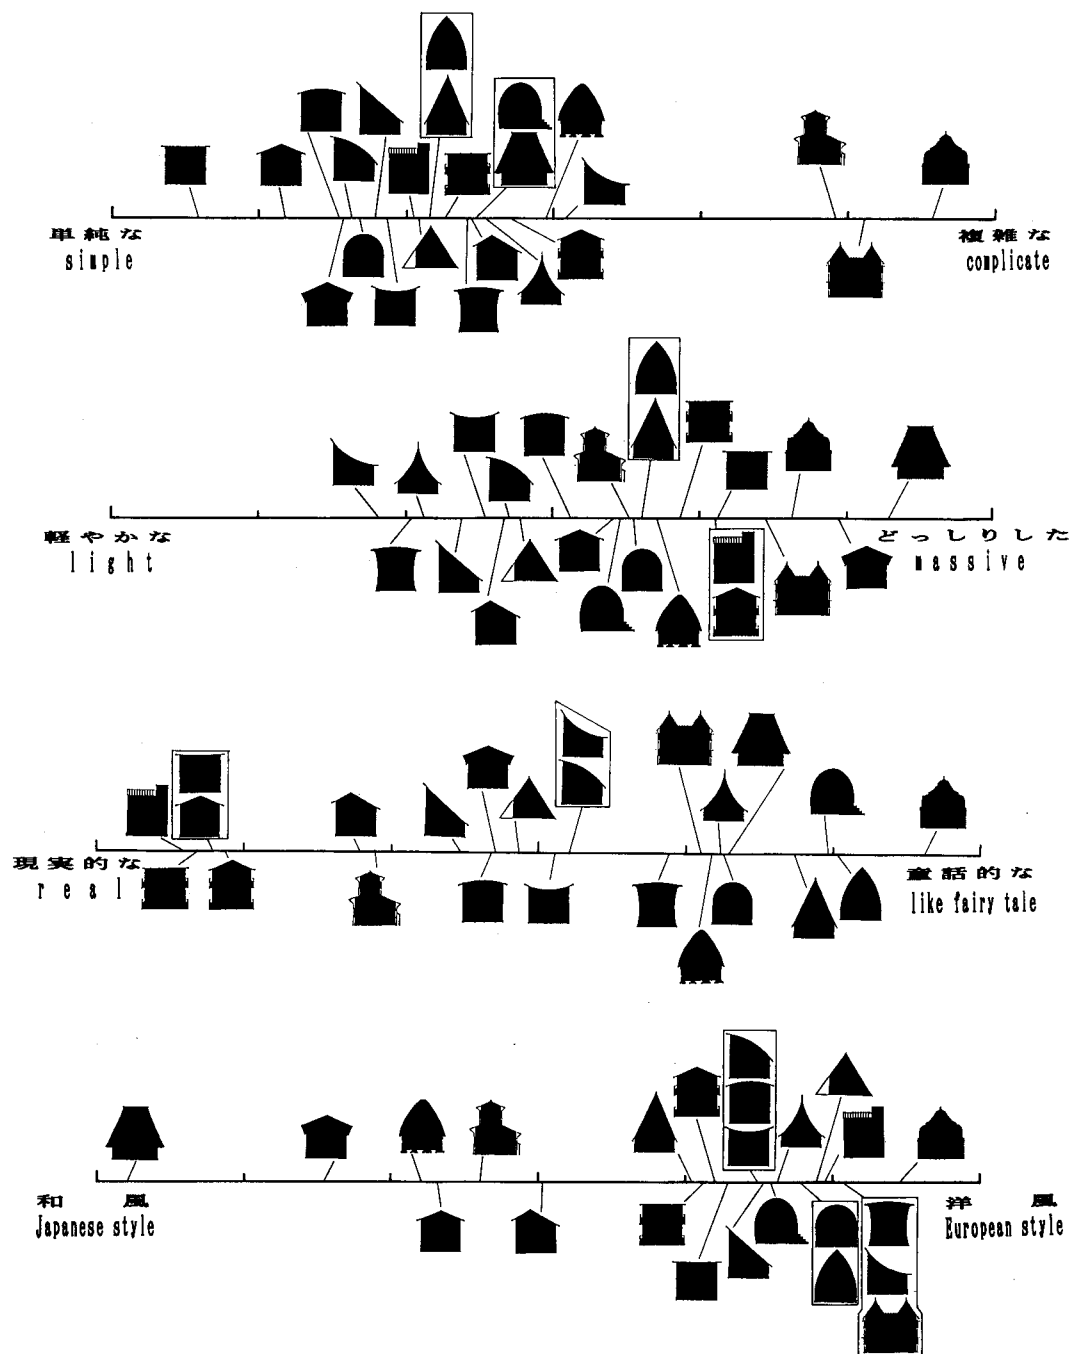 単純な
simple
複雑な
complicate
軽やかな
light
どっしりした
massive
現実的な
real
童話的な
like fairy tale
和風
Japanese style
洋風
European style